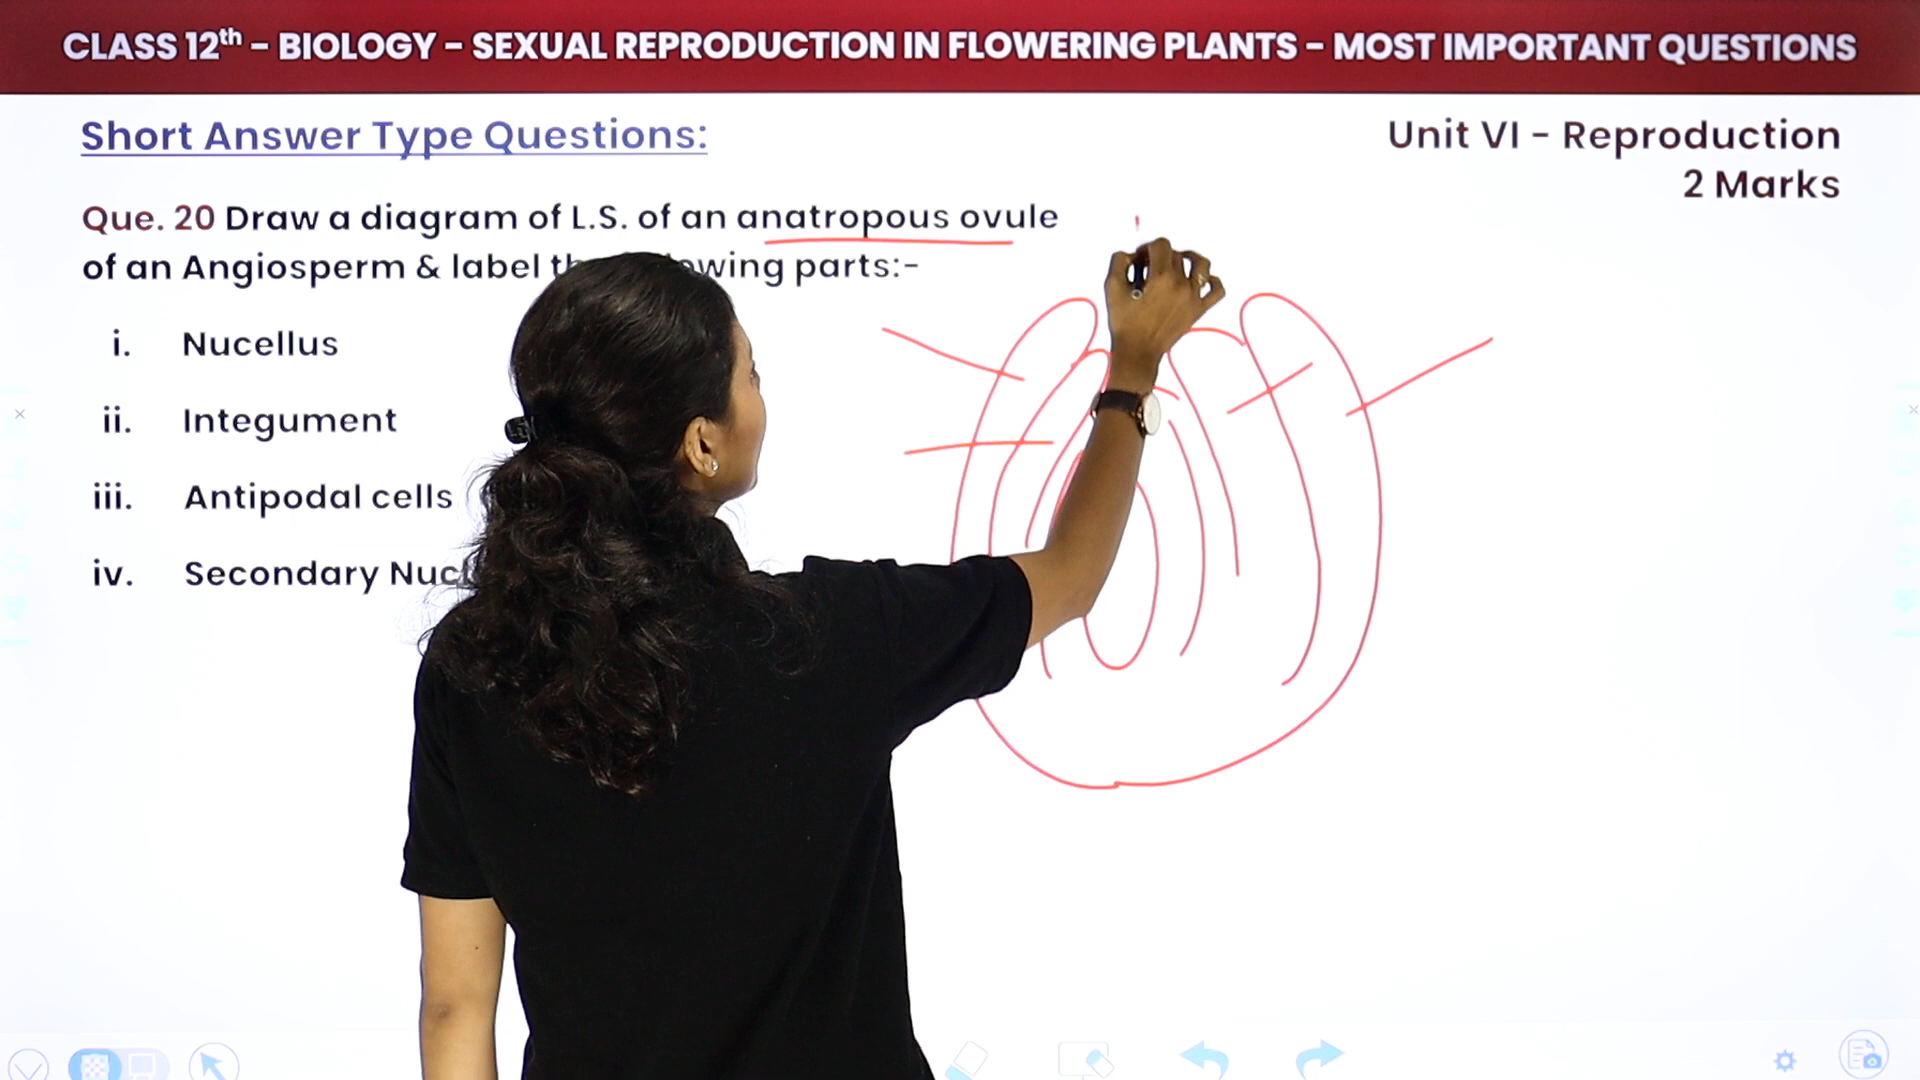 CLASS 12th – BIOLOGY – SEXUAL REPRODUCTION IN FLOWERING PLANTS – MOST IMPORTANT QUESTIONS
Short Answer Type Questions:
Unit VI – Reproduction
2 Marks
Que. 20 Draw a diagram of L.S. of an anatropous ovule
of an Angiosperm & label parts:-
i. Nucellus
ii. Integument
iii. Antipodal cells
iv. Secondary